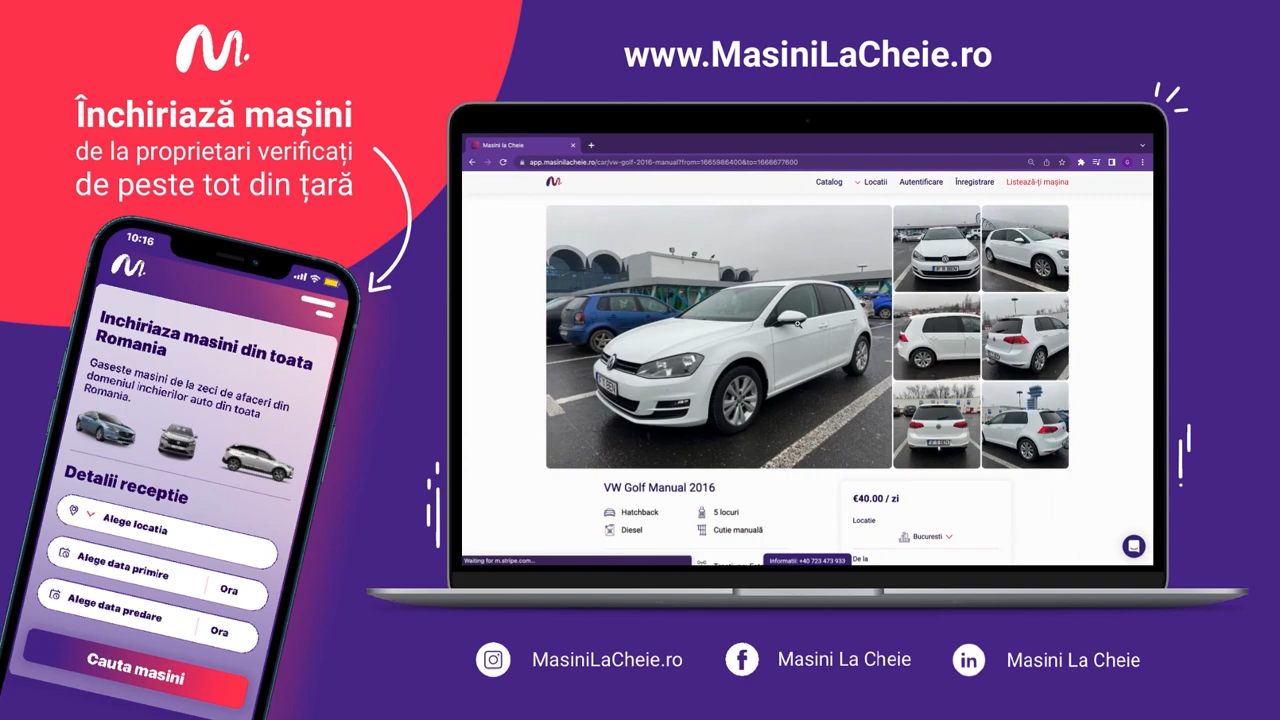 www.MasiniLaCheie.ro
Închiriază mașini
de la proprietari verificați
de peste tot din țară
10:16
Inchiriaza masini din toata
Romania
Gaseste masini de la zeci de afaceri din
domeniul inchierilor auto din toata
Romania.
Detalii receptie
Alege locatia
Alege data primire
Ora
Alege data predare
Ora
Cauta masini
Masini la Cheie
app.masinilacheie.ro/car/vw-golf-2016-manual?from=1665986400&to=1666677600
Catalog
Locatii
Autentificare
Înregistrare
Listează-ți mașina
VW Golf Manual 2016
Hatchback
5 locuri
Diesel
Cutie manuală
€40.00 / zi
Locatie
Bucuresti
De la
Waiting for m.stripe.com...
Informatii: +40 723 473 933
MasiniLaCheie.ro
Masini La Cheie
Masini La Cheie